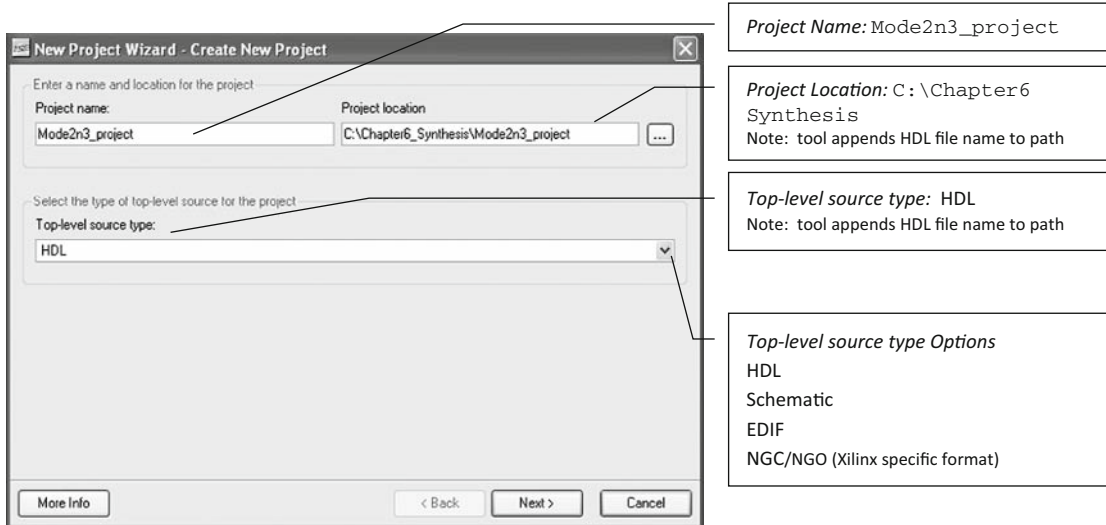 New Project Wizard - Create New Project
Enter a name and location for the project
Project name:
Project location
Mode2n3_project
C:\Chapter6_Synthesis\Mode2n3_project
...
Select the type of top-level source for the project
Top-level source type:
HDL
More Info
< Back
Next >
Cancel
Project Name: Mode2n3_project
Project Location: C:\Chapter6
Synthesis
Note: tool appends HDL file name to path
Top-level source type: HDL
Note: tool appends HDL file name to path
Top-level source type Options
HDL
Schematic
EDIF
NGC/NGO (Xilinx specific format)